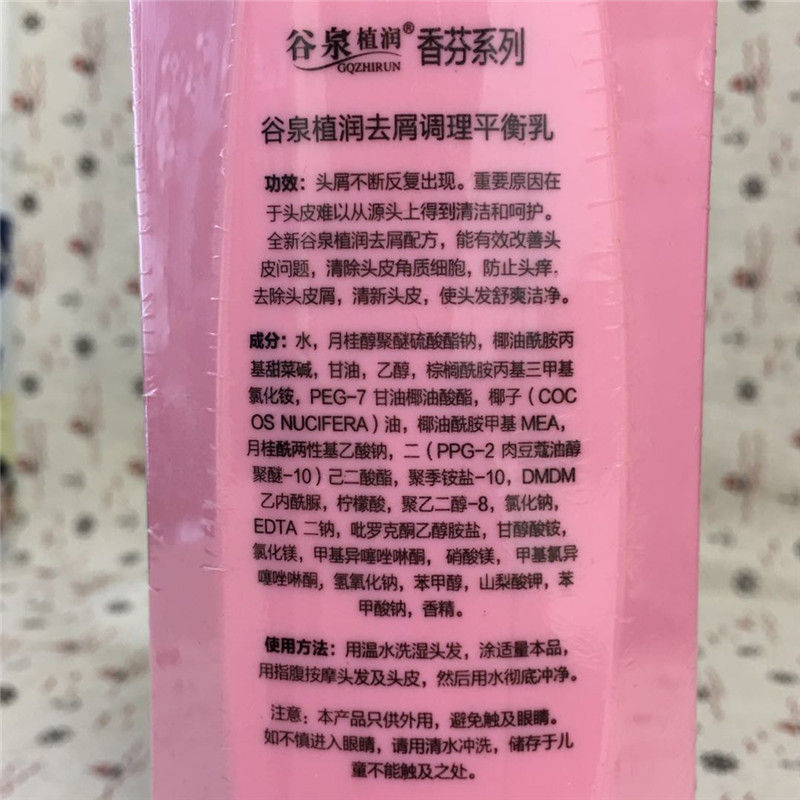 谷泉植润® 香芬系列
GQZHIRUN
谷泉植润去屑调理平衡乳
功效：头屑不断反复出现。重要原因在
于头皮难以从源头上得到清洁和呵护。
全新谷泉植润去屑配方，能有效改善头
皮问题，清除头皮角质细胞，防止头痒，
去除头皮屑，清新头皮，使头发舒爽洁净。
成分：水，月桂醇聚醚硫酸酯钠，椰油酰胺丙
基甜菜碱，甘油，乙醇，棕榈酰胺丙基三甲基
氯化铵，PEG-7 甘油椰油酸酯，椰子（COC
OS NUCIFERA）油，椰油酰胺甲基 MEA，
月桂酰两性基乙酸钠，二（PPG-2 肉豆蔻油醇
聚醚-10）己二酸酯，聚季铵盐-10，DMDM
乙内酰脲，柠檬酸，聚乙二醇-8，氯化钠，
EDTA 二钠，吡罗克酮乙醇胺盐，甘醇酸铵，
氯化镁，甲基异噻唑啉酮，硝酸镁，甲基氯异
噻唑啉酮，氢氧化钠，苯甲醇，山梨酸钾，苯
甲酸钠，香精。
使用方法：用温水洗湿头发，涂适量本品，
用指腹按摩头发及头皮，然后用水彻底冲净。
注意：本产品只供外用，避免触及眼睛。
如不慎进入眼睛，请用清水冲洗，储存于儿
童不能触及之处。